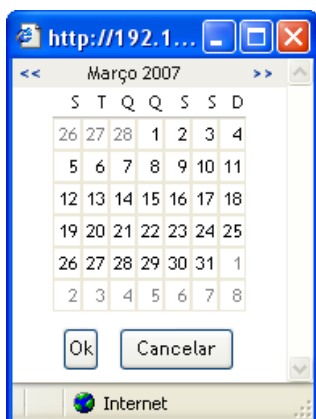 http://192.1...
<< Março 2007 >>
S T Q Q S S D
26 27 28 1 2 3 4
5 6 7 8 9 10 11
12 13 14 15 16 17 18
19 20 21 22 23 24 25
26 27 28 29 30 31 1
2 3 4 5 6 7 8
Ok Cancelar
Internet